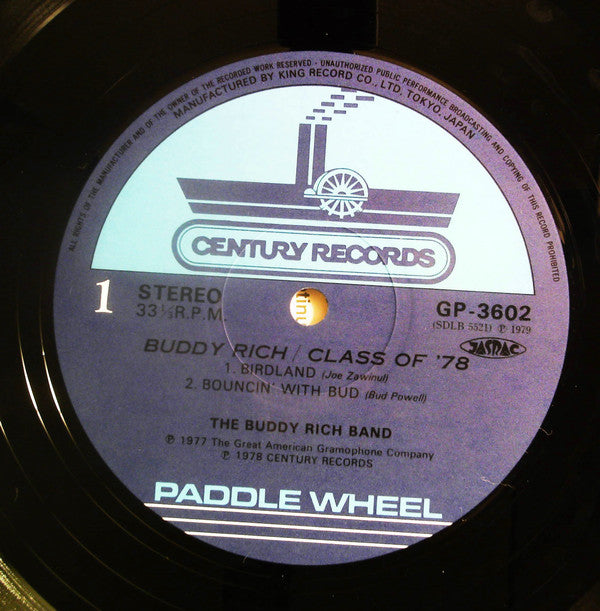 ALL RIGHTS OF THE MANUFACTURER AND OF THE OWNER OF THE RECORDED WORK RESERVED - UNAUTHORIZED PUBLIC PERFORMANCE BROADCASTING AND COPYING OF THIS RECORD PROHIBITED
MANUFACTURED BY KING RECORD CO., LTD. TOKYO, JAPAN
CENTURY RECORDS
1
STEREO
33⅓ R.P.M.
GP-3602
(SDLB 5521) ℗ 1979
JASRAC
BUDDY RICH / CLASS OF '78
1. BIRDLAND (Joe Zawinul)
2. BOUNCIN' WITH BUD (Bud Powell)
THE BUDDY RICH BAND
℗ 1977 The Great American Gramophone Company
℗ 1978 CENTURY RECORDS
PADDLE WHEEL